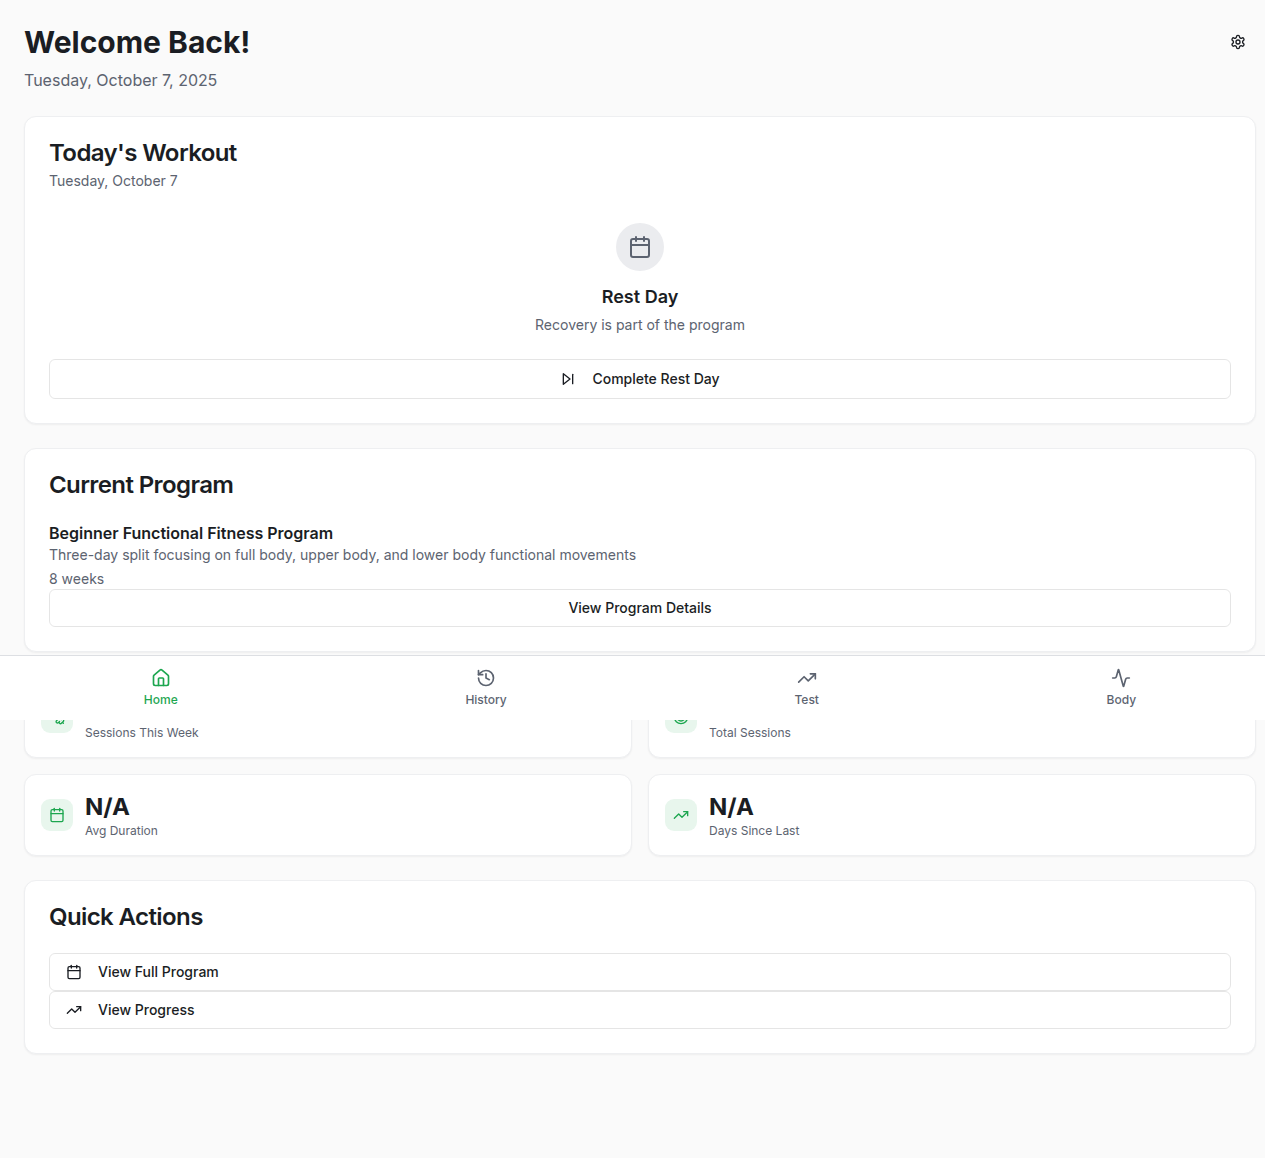 Welcome Back!
Tuesday, October 7, 2025
Today's Workout
Tuesday, October 7
Rest Day
Recovery is part of the program
Complete Rest Day
Current Program
Beginner Functional Fitness Program
Three-day split focusing on full body, upper body, and lower body functional movements
8 weeks
View Program Details
Home
History
Test
Body
Sessions This Week
Total Sessions
N/A
Avg Duration
N/A
Days Since Last
Quick Actions
View Full Program
View Progress